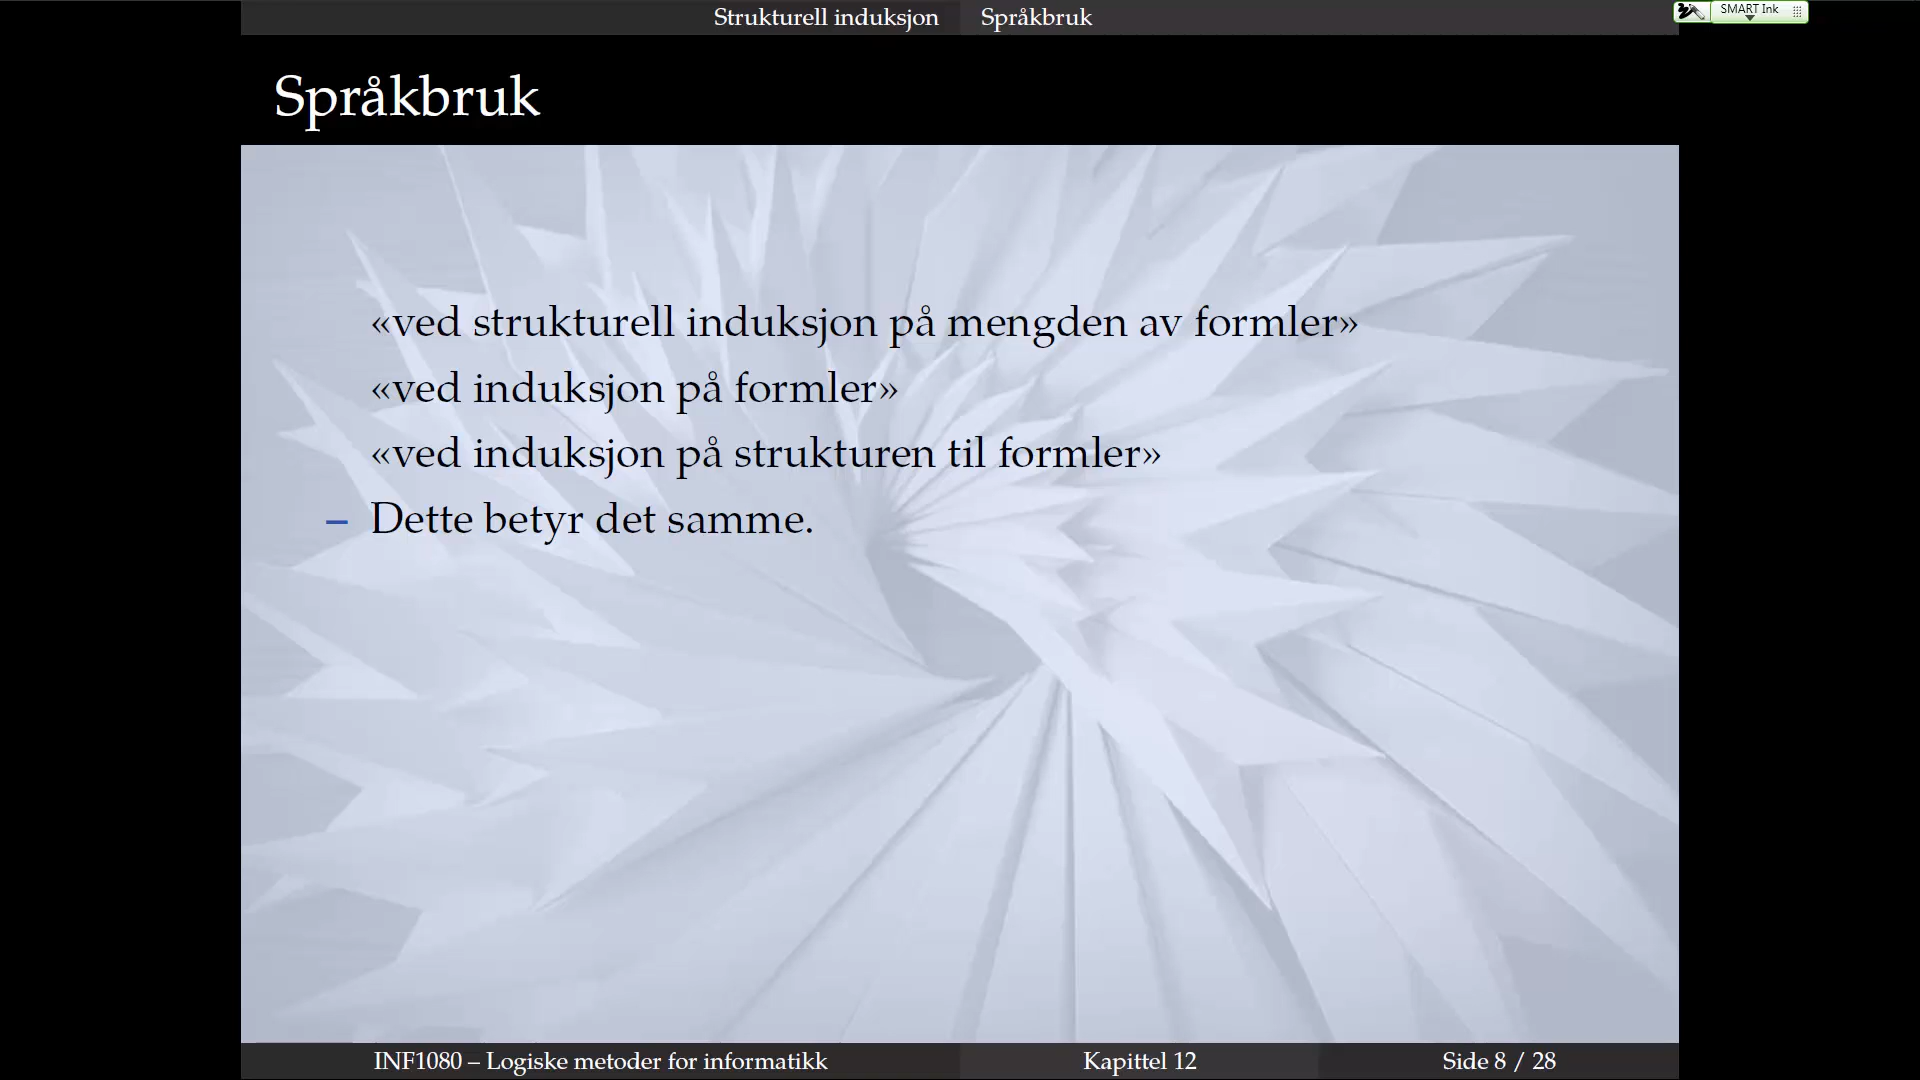 Strukturell induksjon Språkbruk
SMART Ink
Språkbruk
«ved strukturell induksjon på mengden av formler»
«ved induksjon på formler»
«ved induksjon på strukturen til formler»
– Dette betyr det samme.
INF1080 – Logiske metoder for informatikk Kapittel 12 Side 8 / 28